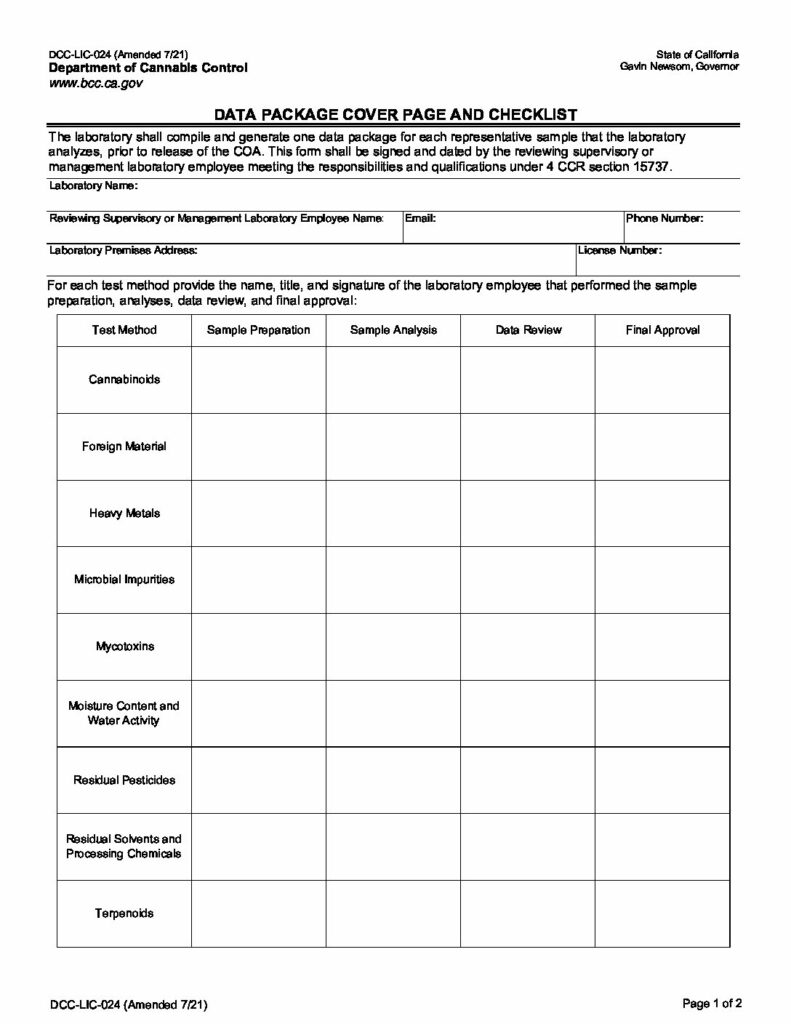 DCC-LIC-024 (Amended 7/21)
State of California
Department of Cannabis Control
Gavin Newsom, Governor
www.bcc.ca.gov
DATA PACKAGE COVER PAGE AND CHECKLIST
The laboratory shall compile and generate one data package for each representative sample that the laboratory
analyzes, prior to release of the COA. This form shall be signed and dated by the reviewing supervisory or
management laboratory employee meeting the responsibilities and qualifications under 4 CCR section 15737.
Laboratory Name:
Reviewing Supervisory or Management Laboratory Employee Name: Email: Phone Number:
Laboratory Premises Address: License Number:
For each test method provide the name, title, and signature of the laboratory employee that performed the sample
preparation, analyses, data review, and final approval:
Test Method Sample Preparation Sample Analysis Data Review Final Approval
Cannabinoids
Foreign Material
Heavy Metals
Microbial Impurities
Mycotoxins
Moisture Content and
Water Activity
Residual Pesticides
Residual Solvents and
Processing Chemicals
Terpenoids
DCC-LIC-024 (Amended 7/21) Page 1 of 2